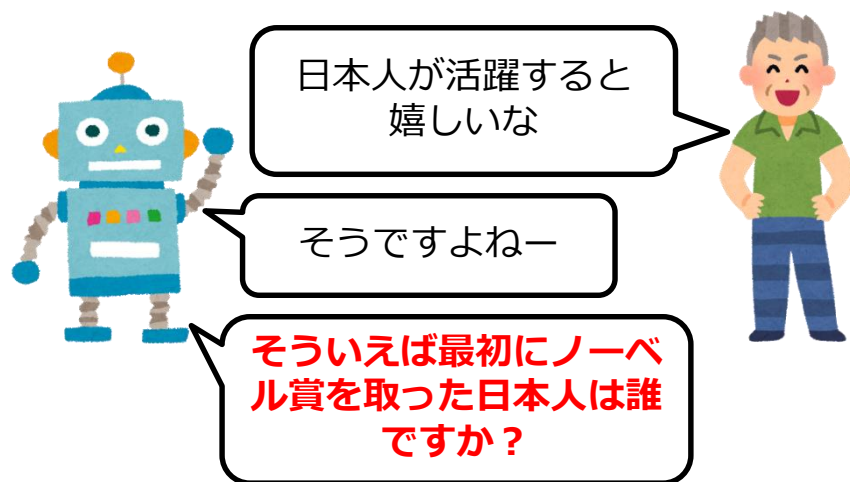 日本人が活躍すると
嬉しいな
そうですよねー
そういえば最初にノーベ
ル賞を取った日本人は誰
ですか？